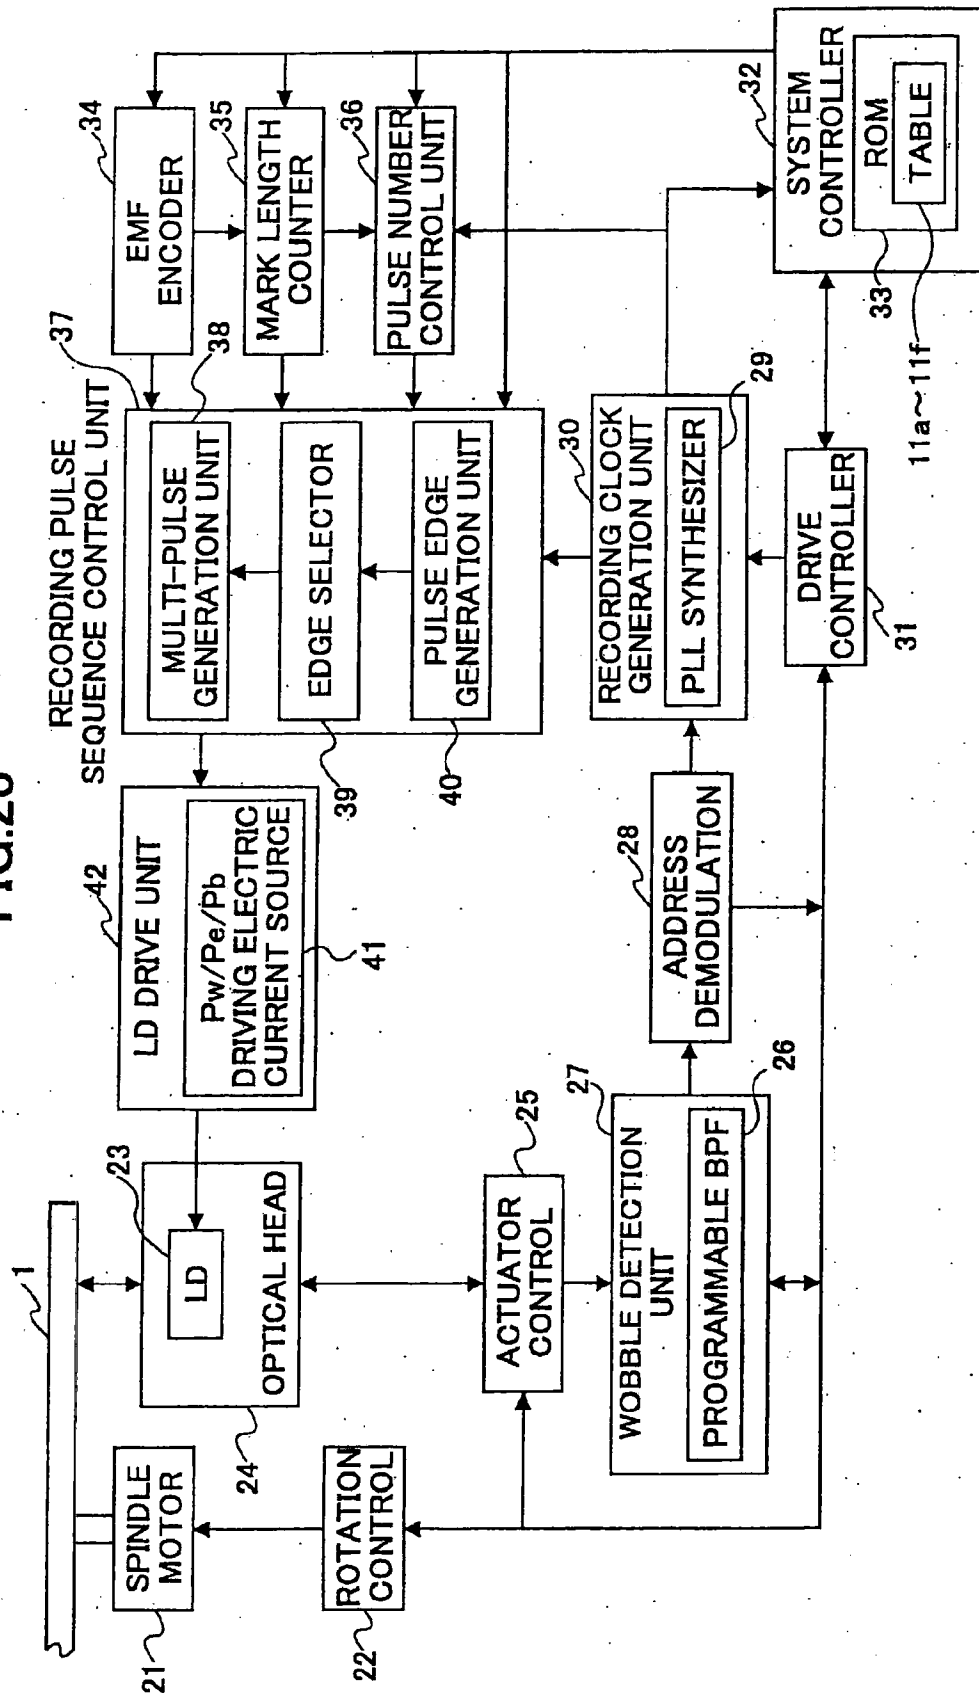 FIG.26
1
SPINDLE
MOTOR
21
ROTATION
CONTROL
22
23
LD
OPTICAL HEAD
24
ACTUATOR
CONTROL
25
WOBBLE DETECTION
UNIT
PROGRAMMABLE BPF
27
26
42
LD DRIVE UNIT
Pw/Pe/Pb
DRIVING ELECTRIC
CURRENT SOURCE
41
28
ADDRESS
DEMODULATION
RECORDING PULSE
SEQUENCE CONTROL UNIT
37
MULTI-PULSE
GENERATION UNIT
38
EDGE SELECTOR
39
PULSE EDGE
GENERATION UNIT
40
30
RECORDING CLOCK
GENERATION UNIT
PLL SYNTHESIZER
29
DRIVE
CONTROLLER
31
EMF
ENCODER
34
MARK LENGTH
COUNTER
35
PULSE NUMBER
CONTROL UNIT
36
32
SYSTEM
CONTROLLER
ROM
TABLE
33
11a~11f